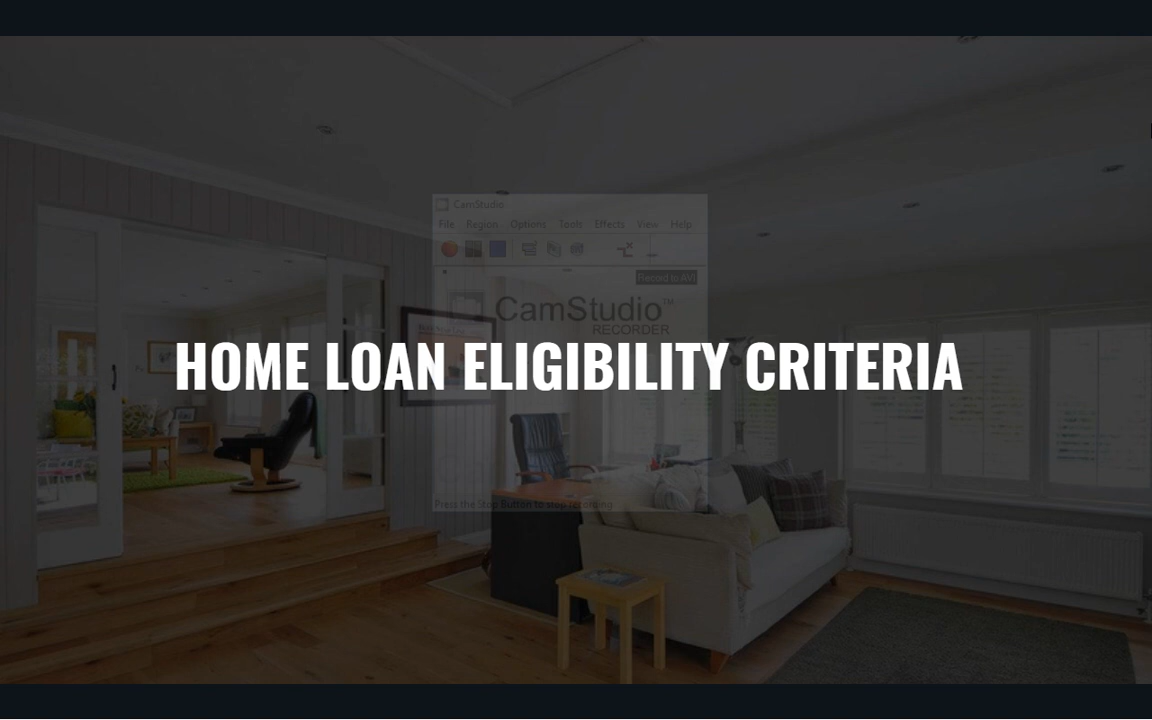 CamStudio
File Region Options Tools Effects View Help
Record to AVI
CamStudio™
RECORDER
HOME LOAN ELIGIBILITY CRITERIA
Press the Stop Button to stop recording